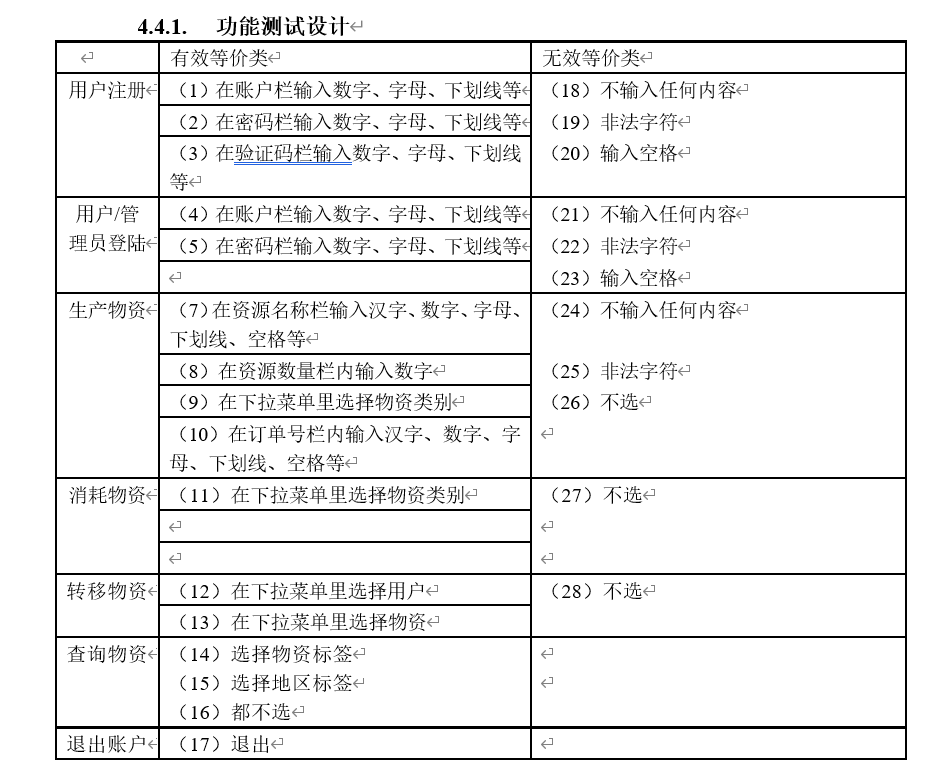 4.4.1. 功能测试设计
有效等价类 无效等价类
用户注册 （1）在账户栏输入数字、字母、下划线等 （18）不输入任何内容
（2）在密码栏输入数字、字母、下划线等 （19）非法字符
（3）在验证码栏输入数字、字母、下划线 （20）输入空格
等
用户/管 （4）在账户栏输入数字、字母、下划线等 （21）不输入任何内容
理员登陆 （5）在密码栏输入数字、字母、下划线等 （22）非法字符
（23）输入空格
生产物资 （7）在资源名称栏输入汉字、数字、字母、 （24）不输入任何内容
下划线、空格等
（8）在资源数量栏内输入数字 （25）非法字符
（9）在下拉菜单里选择物资类别 （26）不选
（10）在订单号栏内输入汉字、数字、字
母、下划线、空格等
消耗物资 （11）在下拉菜单里选择物资类别 （27）不选
转移物资 （12）在下拉菜单里选择用户 （28）不选
（13）在下拉菜单里选择物资
查询物资 （14）选择物资标签
（15）选择地区标签
（16）都不选
退出账户 （17）退出